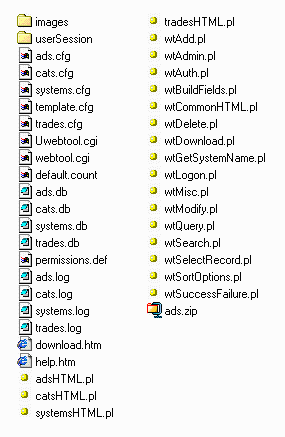 images
userSession
ads.cfg
cats.cfg
systems.cfg
template.cfg
trades.cfg
Uwebtool.cgi
webtool.cgi
default.count
ads.db
cats.db
systems.db
trades.db
permissions.def
ads.log
cats.log
systems.log
trades.log
download.htm
help.htm
adsHTML.pl
catsHTML.pl
systemsHTML.pl
tradesHTML.pl
wtAdd.pl
wtAdmin.pl
wtAuth.pl
wtBuildFields.pl
wtCommonHTML.pl
wtDelete.pl
wtDownload.pl
wtGetSystemName.pl
wtLogon.pl
wtMisc.pl
wtModify.pl
wtQuery.pl
wtSearch.pl
wtSelectRecord.pl
wtSortOptions.pl
wtSuccessFailure.pl
ads.zip